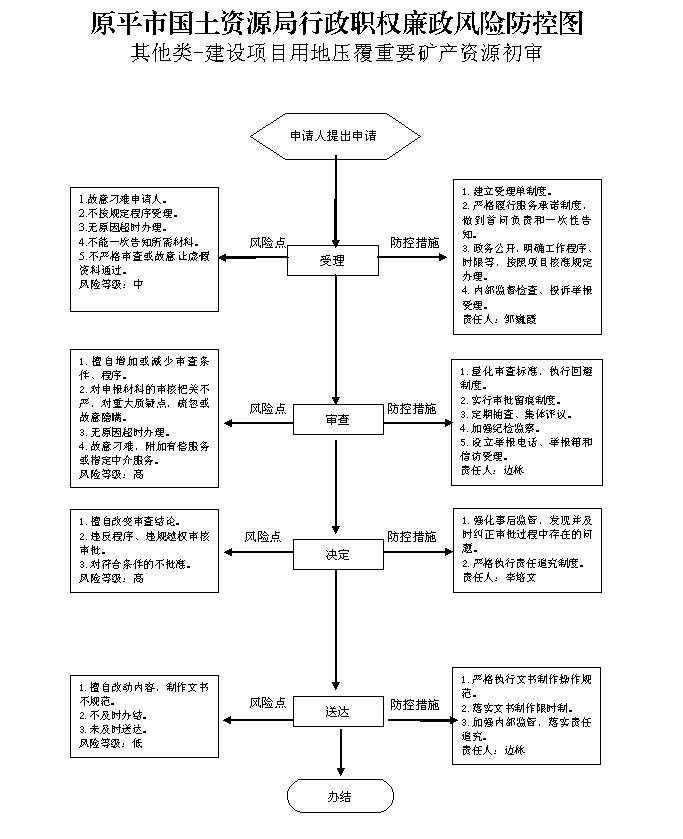 原平市国土资源局行政职权廉政风险防控图
其他类-建设项目用地压覆重要矿产资源初审
申请人提出申请
1.故意刁难申请人。
2.不按规定程序受理。
3.无原因超时办理。
4.不能一次告知所需材料。
5.不严格审查或故意让虚假
资料通过。
风险等级：中
风险点
受理
防控措施
1. 建立受理单制度。
2. 严格履行服务承诺制度，
做到首问负责和一次性告
知。
3. 政务公开，明确工作程序、
时限等，按照项目核准规定
办理。
4. 内部监督检查、投诉举报
受理。
责任人：邹巍霞
1. 擅自增加或减少审查条
件、程序。
2. 对申报材料的审核把关不
严，对重大质疑点，疏忽或
故意隐瞒。
3. 无原因超时办理。
4. 故意刁难，附加有偿服务
或指定中介服务。
风险等级：高
风险点
审查
防控措施
1. 量化审查标准，执行回避
制度。
2. 实行审批留痕制度。
3. 定期抽查、集体评议。
4. 加强纪检监察。
5. 设立举报电话、举报箱和
信访受理。
责任人：边咏
1. 擅自改变审查结论。
2. 违反程序、违规越权审核
审批。
3. 对符合条件的不批准。
风险等级：高
风险点
决定
防控措施
1. 强化事后监管，发现并及
时纠正审批过程中存在的问
题。
2. 严格执行责任追究制度。
责任人：李培文
1. 擅自改动内容，制作文书
不规范。
2. 不及时办结。
3. 未及时送达。
风险等级：低
风险点
送达
防控措施
1. 严格执行文书制作操作规
范。
2. 落实文书制作限时制。
3. 加强内部监管，落实责任
追究。
责任人：边咏
办结